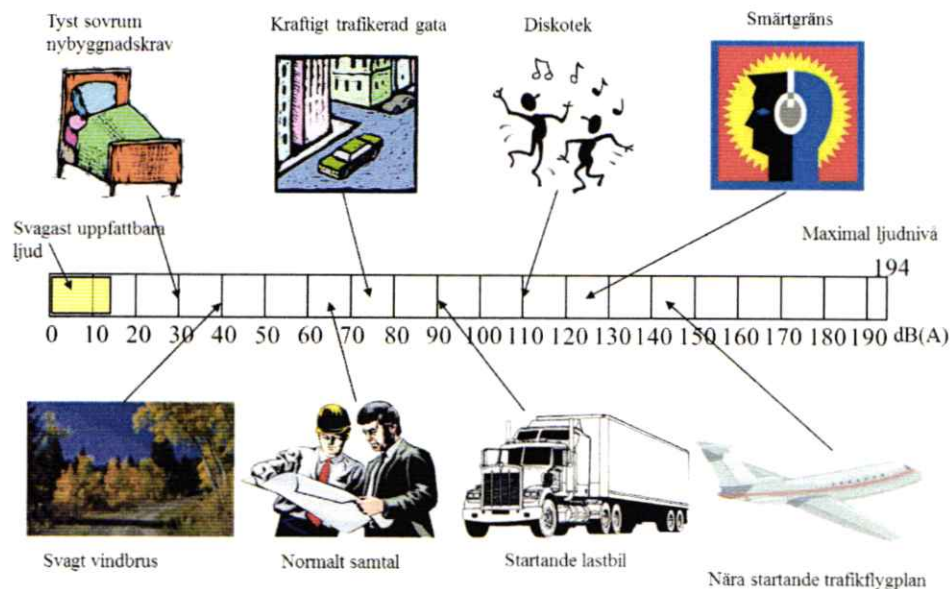 Tyst sovrum
nybyggnadskrav
Kraftigt trafikerad gata
Diskotek
Smärtgräns
Svagast uppfattbara
ljud
Maximal ljudnivå
194
0 10 20 30 40 50 60 70 80 90 100 110 120 130 140 150 160 170 180 190 dB(A)
Svagt vindbrus
Normalt samtal
Startande lastbil
Nära startande trafikflygplan